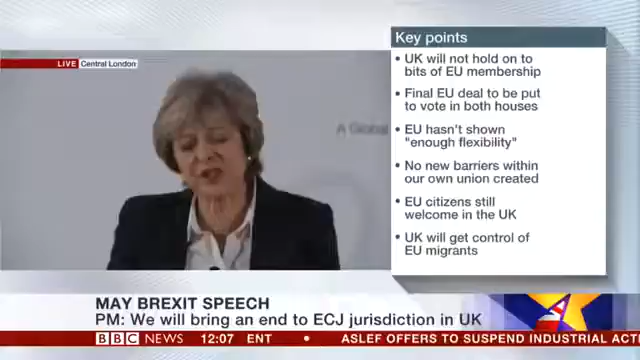 LIVE Central London
A Global
Key points
• UK will not hold on to
bits of EU membership
• Final EU deal to be put
to vote in both houses
• EU hasn't shown
"enough flexibility"
• No new barriers within
our own union created
• EU citizens still
welcome in the UK
• UK will get control of
EU migrants
MAY BREXIT SPEECH
PM: We will bring an end to ECJ jurisdiction in UK
BBC NEWS 12:07 ENT • ASLEF OFFERS TO SUSPEND INDUSTRIAL ACT